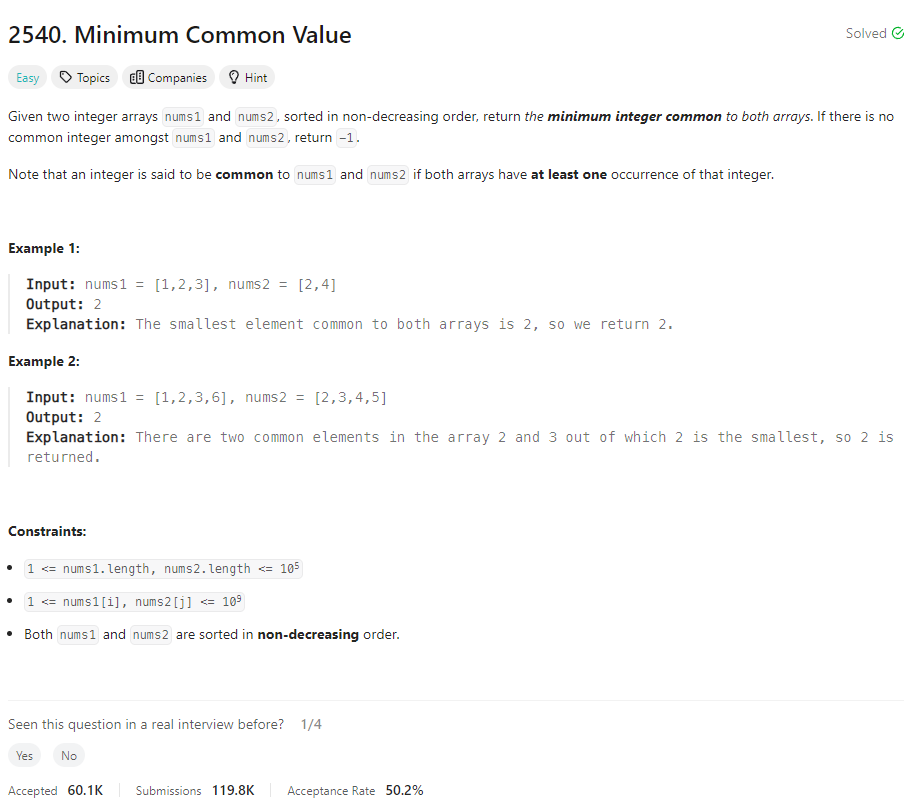 2540. Minimum Common Value
Solved
Easy Topics Companies Hint
Given two integer arrays nums1 and nums2, sorted in non-decreasing order, return the minimum integer common to both arrays. If there is no
common integer amongst nums1 and nums2, return -1.
Note that an integer is said to be common to nums1 and nums2 if both arrays have at least one occurrence of that integer.
Example 1:
Input: nums1 = [1,2,3], nums2 = [2,4]
Output: 2
Explanation: The smallest element common to both arrays is 2, so we return 2.
Example 2:
Input: nums1 = [1,2,3,6], nums2 = [2,3,4,5]
Output: 2
Explanation: There are two common elements in the array 2 and 3 out of which 2 is the smallest, so 2 is
returned.
Constraints:
• 1 <= nums1.length, nums2.length <= 10⁵
• 1 <= nums1[i], nums2[j] <= 10⁹
• Both nums1 and nums2 are sorted in non-decreasing order.
Seen this question in a real interview before? 1/4
Yes No
Accepted 60.1K Submissions 119.8K Acceptance Rate 50.2%